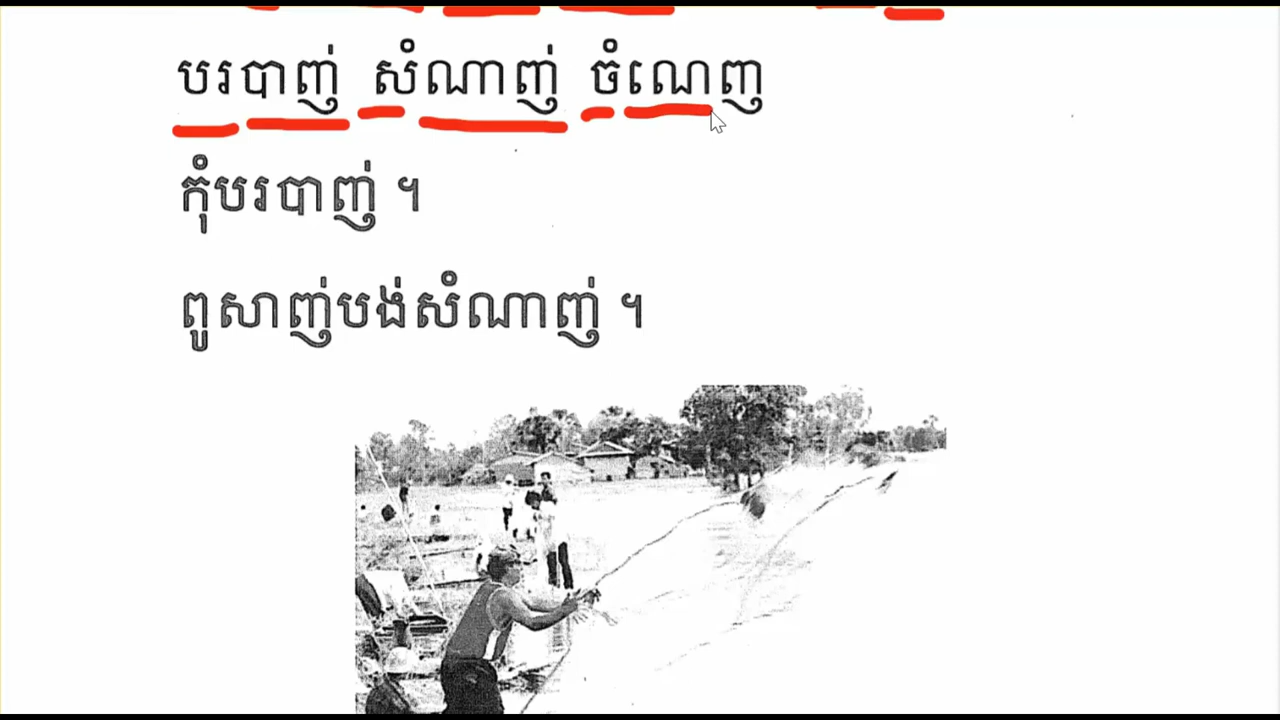 បរបាញ់ សំណាញ់ ចំណេញ
កុំបរបាញ់ ។
ពូសាញ់បង់សំណាញ់ ។